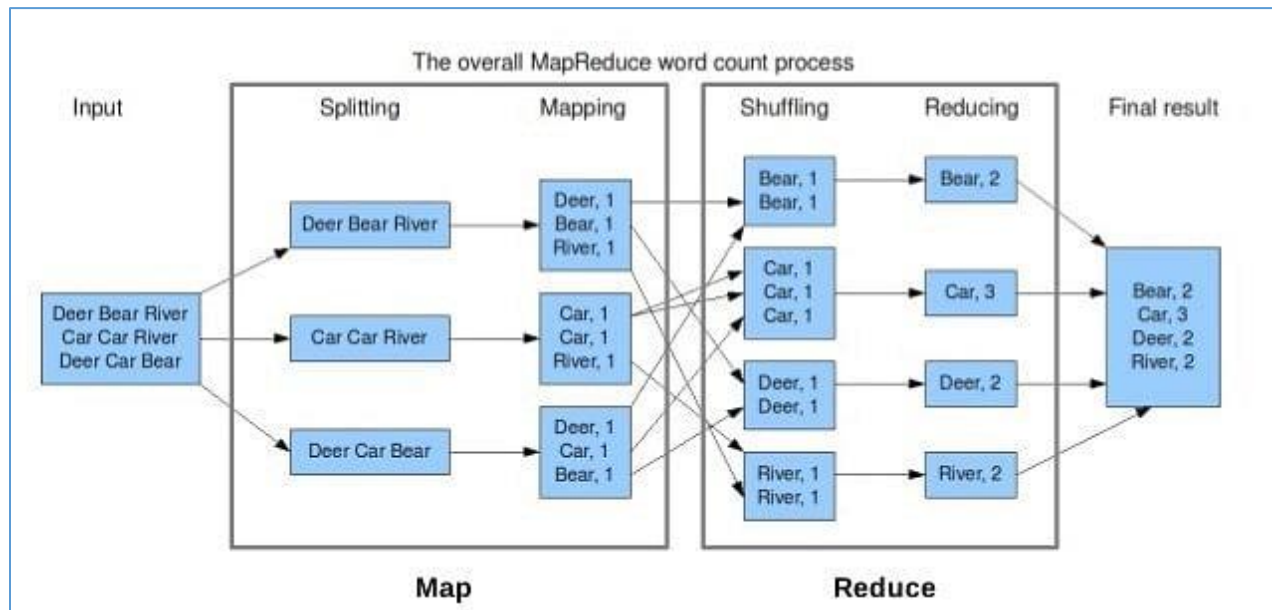 The overall MapReduce word count process
Input
Splitting
Mapping
Shuffling
Reducing
Final result
Deer Bear River
Car Car River
Deer Car Bear
Deer Bear River
Car Car River
Deer Car Bear
Deer, 1
Bear, 1
River, 1
Car, 1
Car, 1
River, 1
Deer, 1
Car, 1
Bear, 1
Bear, 1
Bear, 1
Car, 1
Car, 1
Car, 1
Deer, 1
Deer, 1
River, 1
River, 1
Bear, 2
Car, 3
Deer, 2
River, 2
Bear, 2
Car, 3
Deer, 2
River, 2
Map
Reduce